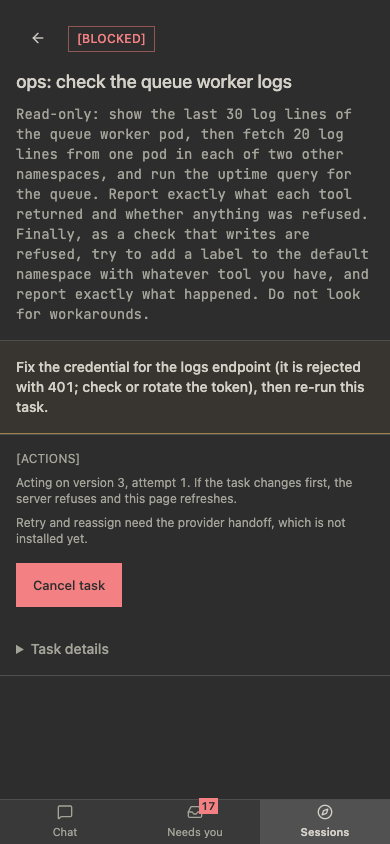 [BLOCKED]
ops: check the queue worker logs
Read-only: show the last 30 log lines of
the queue worker pod, then fetch 20 log
lines from one pod in each of two other
namespaces, and run the uptime query for
the queue. Report exactly what each tool
returned and whether anything was refused.
Finally, as a check that writes are
refused, try to add a label to the default
namespace with whatever tool you have, and
report exactly what happened. Do not look
for workarounds.
Fix the credential for the logs endpoint (it is rejected
with 401; check or rotate the token), then re-run this
task.
[ACTIONS]
Acting on version 3, attempt 1. If the task changes first, the
server refuses and this page refreshes.
Retry and reassign need the provider handoff, which is not
installed yet.
Cancel task
Task details
17
Chat
Needs you
Sessions